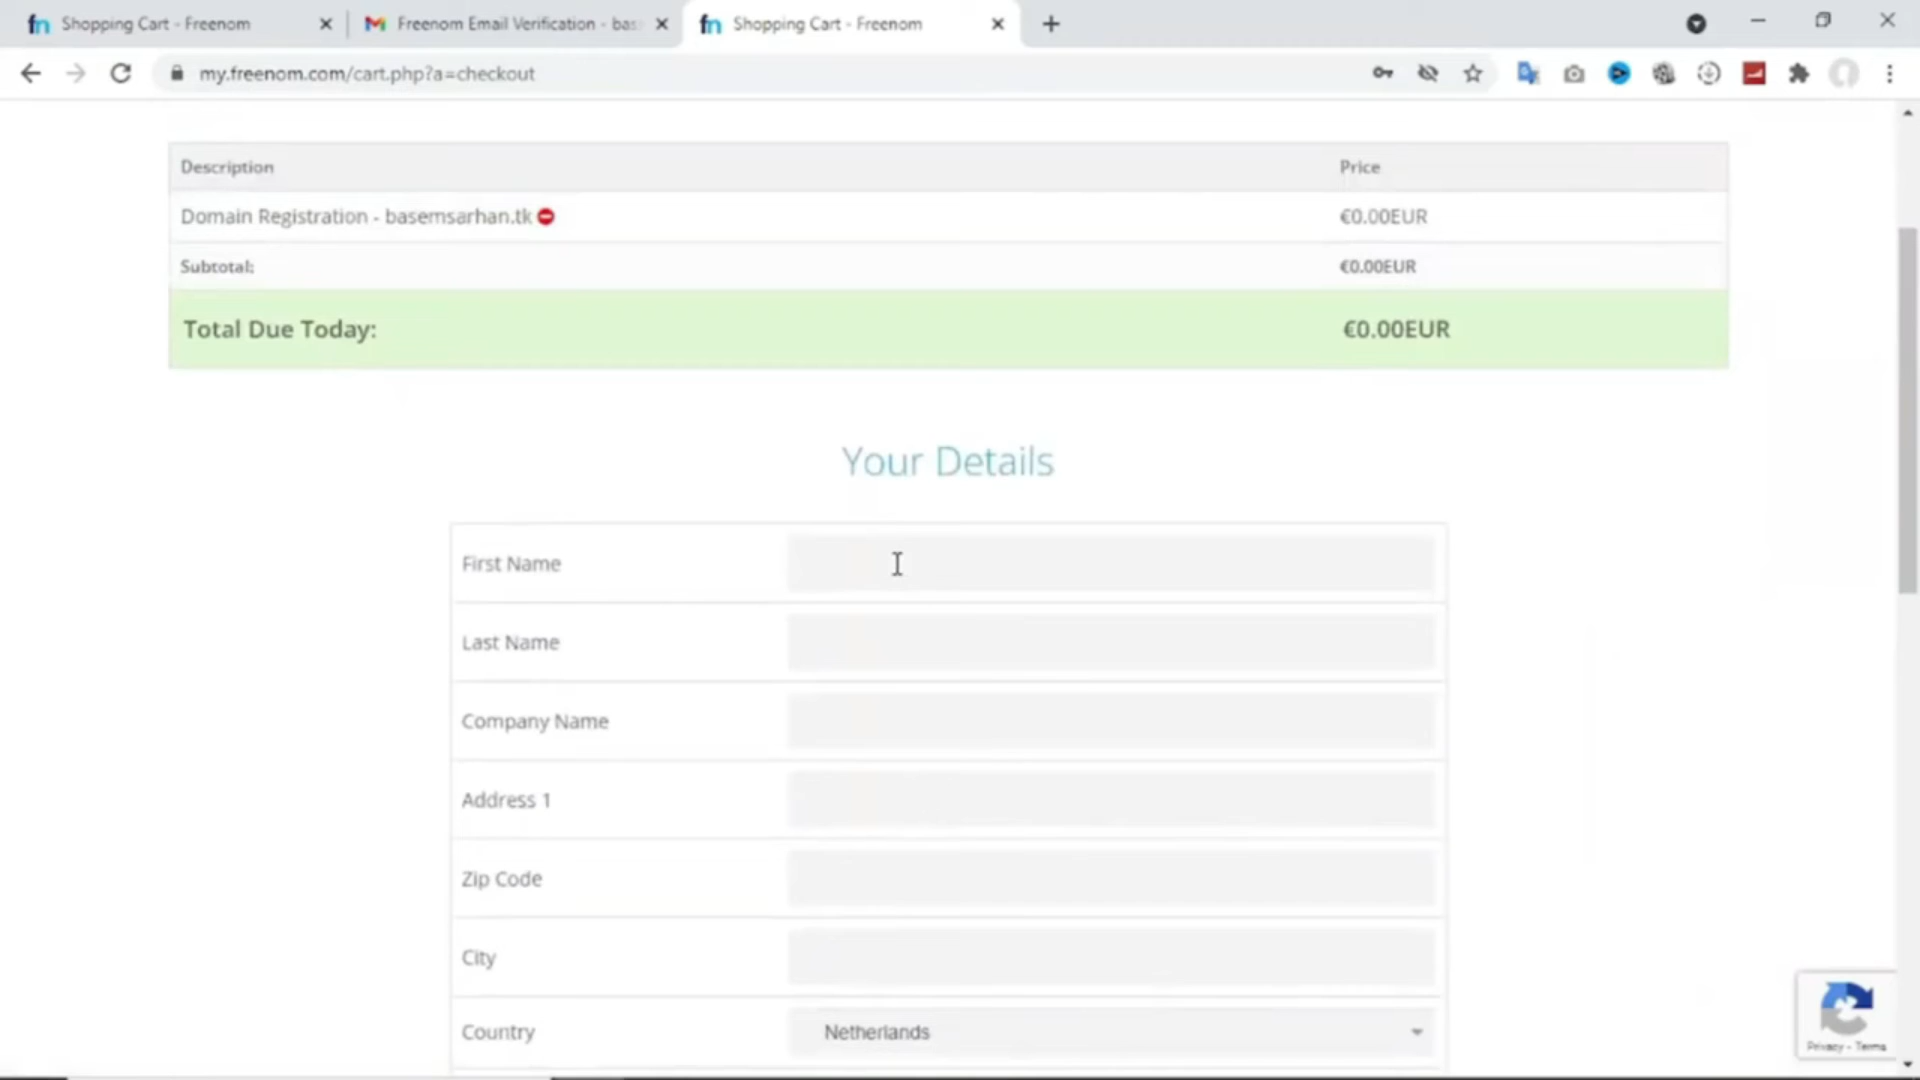 Shopping Cart - Freenom
Freenom Email Verification - bas
Shopping Cart - Freenom
my.freenom.com/cart.php?a=checkout
Description Price
Domain Registration - basemsarhan.tk €0.00EUR
Subtotal: €0.00EUR
Total Due Today: €0.00EUR
Your Details
First Name
Last Name
Company Name
Address 1
Zip Code
City
Country Netherlands
Privacy - Terms